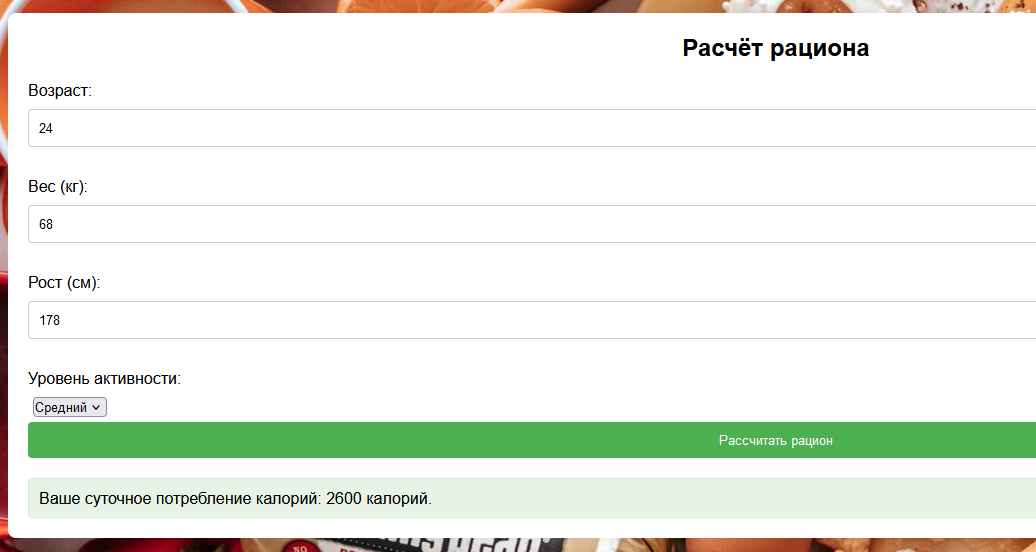 Расчёт рациона
Возраст:
24
Вес (кг):
68
Рост (см):
178
Уровень активности:
Средний
Рассчитать рацион
Ваше суточное потребление калорий: 2600 калорий.
NO